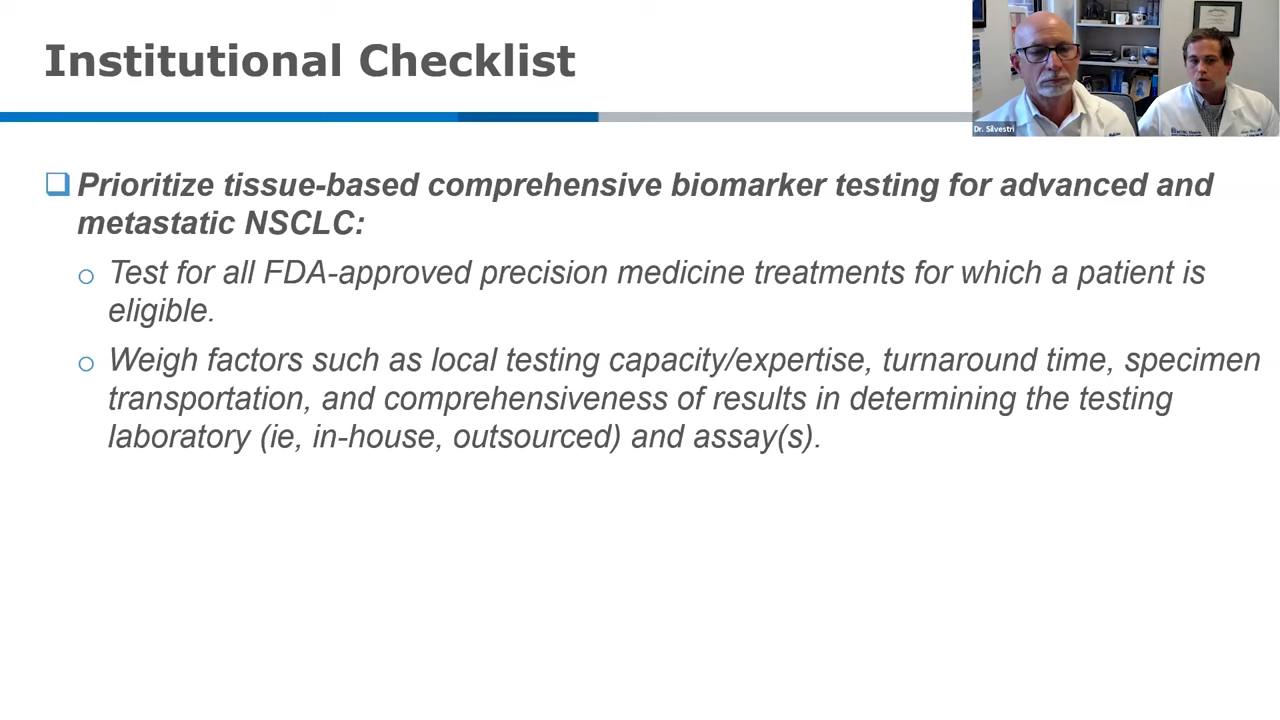 Institutional Checklist
Dr. Silvestri
Prioritize tissue-based comprehensive biomarker testing for advanced and
metastatic NSCLC:
Test for all FDA-approved precision medicine treatments for which a patient is
eligible.
Weigh factors such as local testing capacity/expertise, turnaround time, specimen
transportation, and comprehensiveness of results in determining the testing
laboratory (ie, in-house, outsourced) and assay(s).